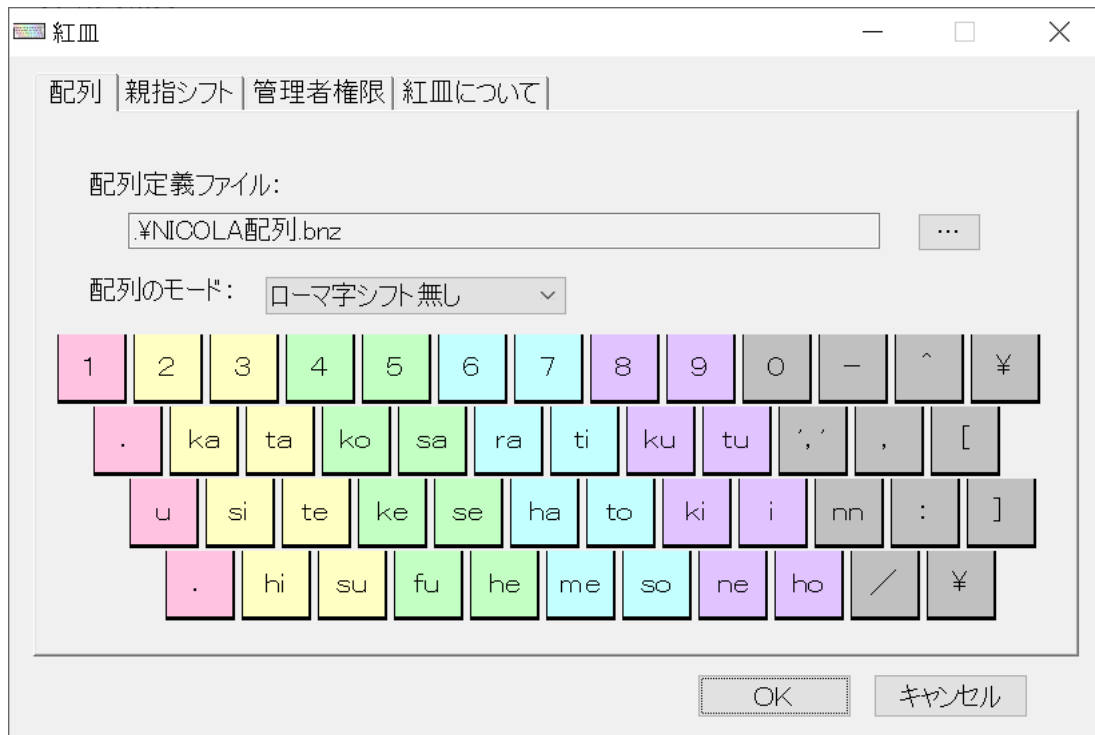 紅皿
配列 親指シフト 管理者権限 紅皿について
配列定義ファイル:
.¥NICOLA配列.bnz
...
配列のモード: ローマ字シフト無し
1 2 3 4 5 6 7 8 9 0 − ^ ¥
. ka ta ko sa ra ti ku tu ',' , [
u si te ke se ha to ki i nn : ]
. hi su fu he me so ne ho ／ ¥
OK キャンセル